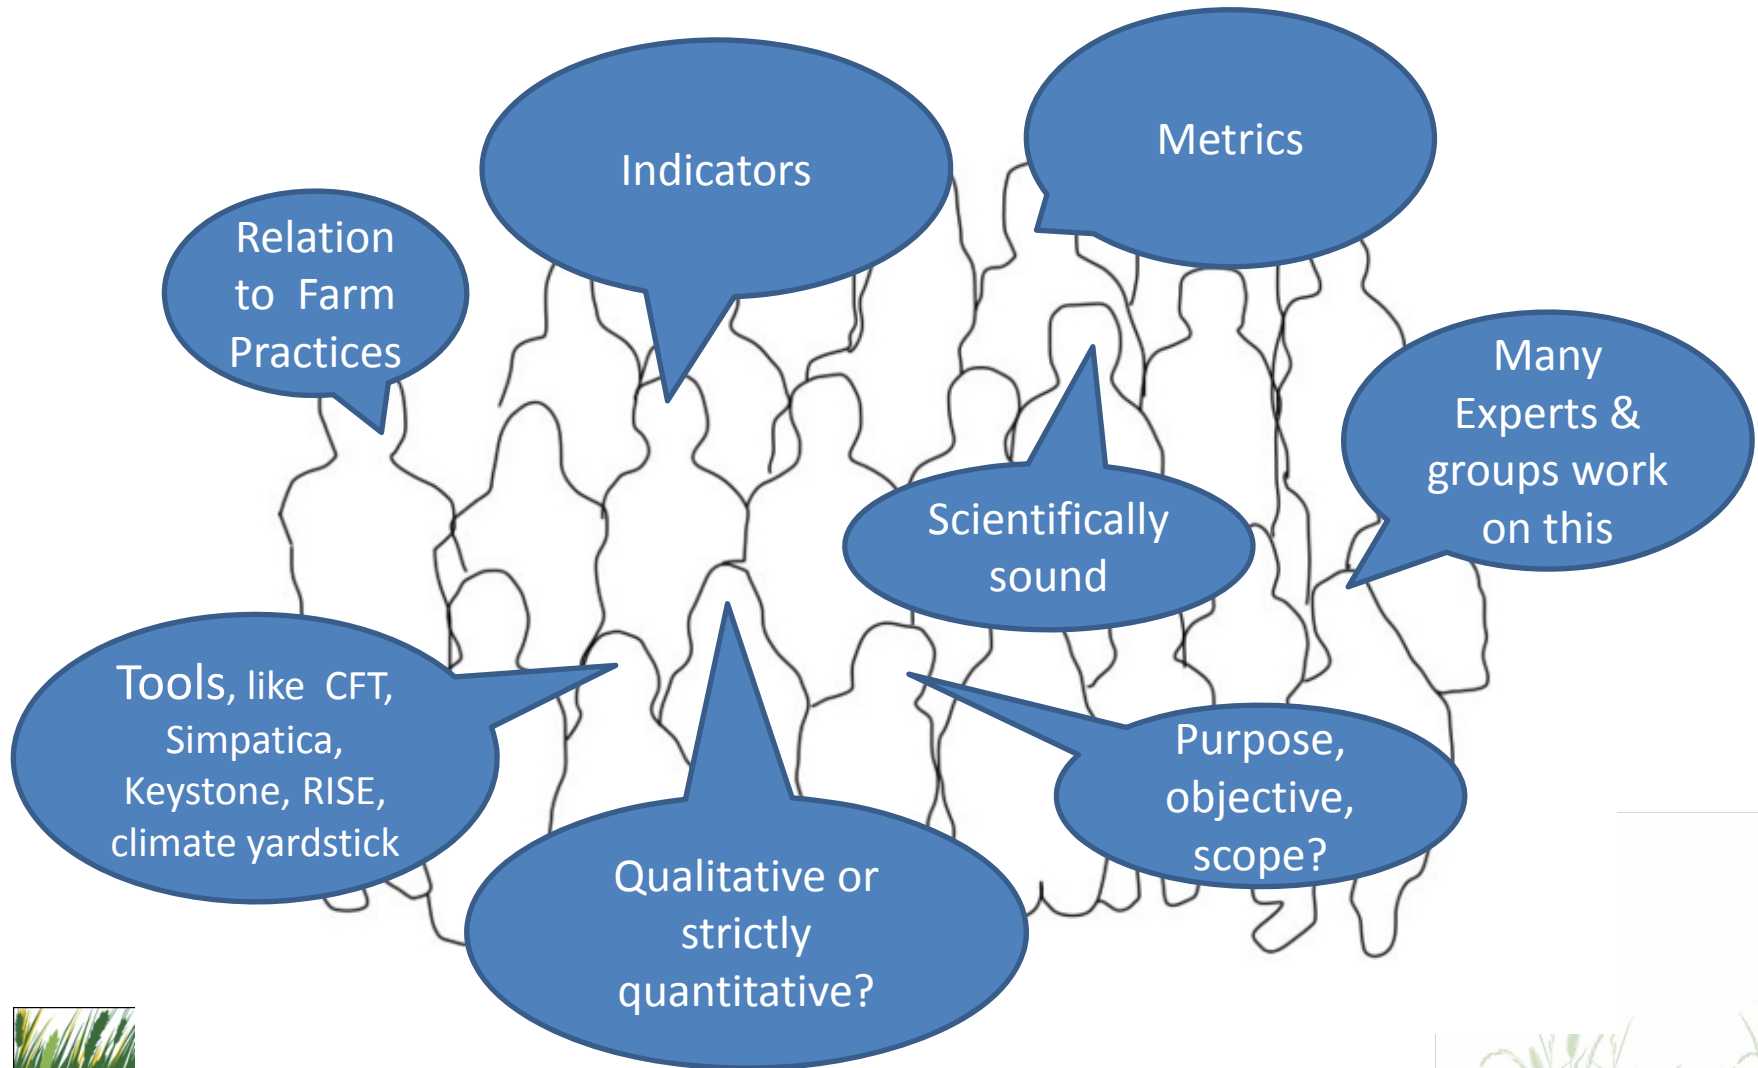 Indicators
Metrics
Relation
to Farm
Practices
Many
Experts &
groups work
on this
Scientifically
sound
Tools, like CFT,
Simpatica,
Keystone, RISE,
climate yardstick
Purpose,
objective,
scope?
Qualitative or
strictly
quantitative?